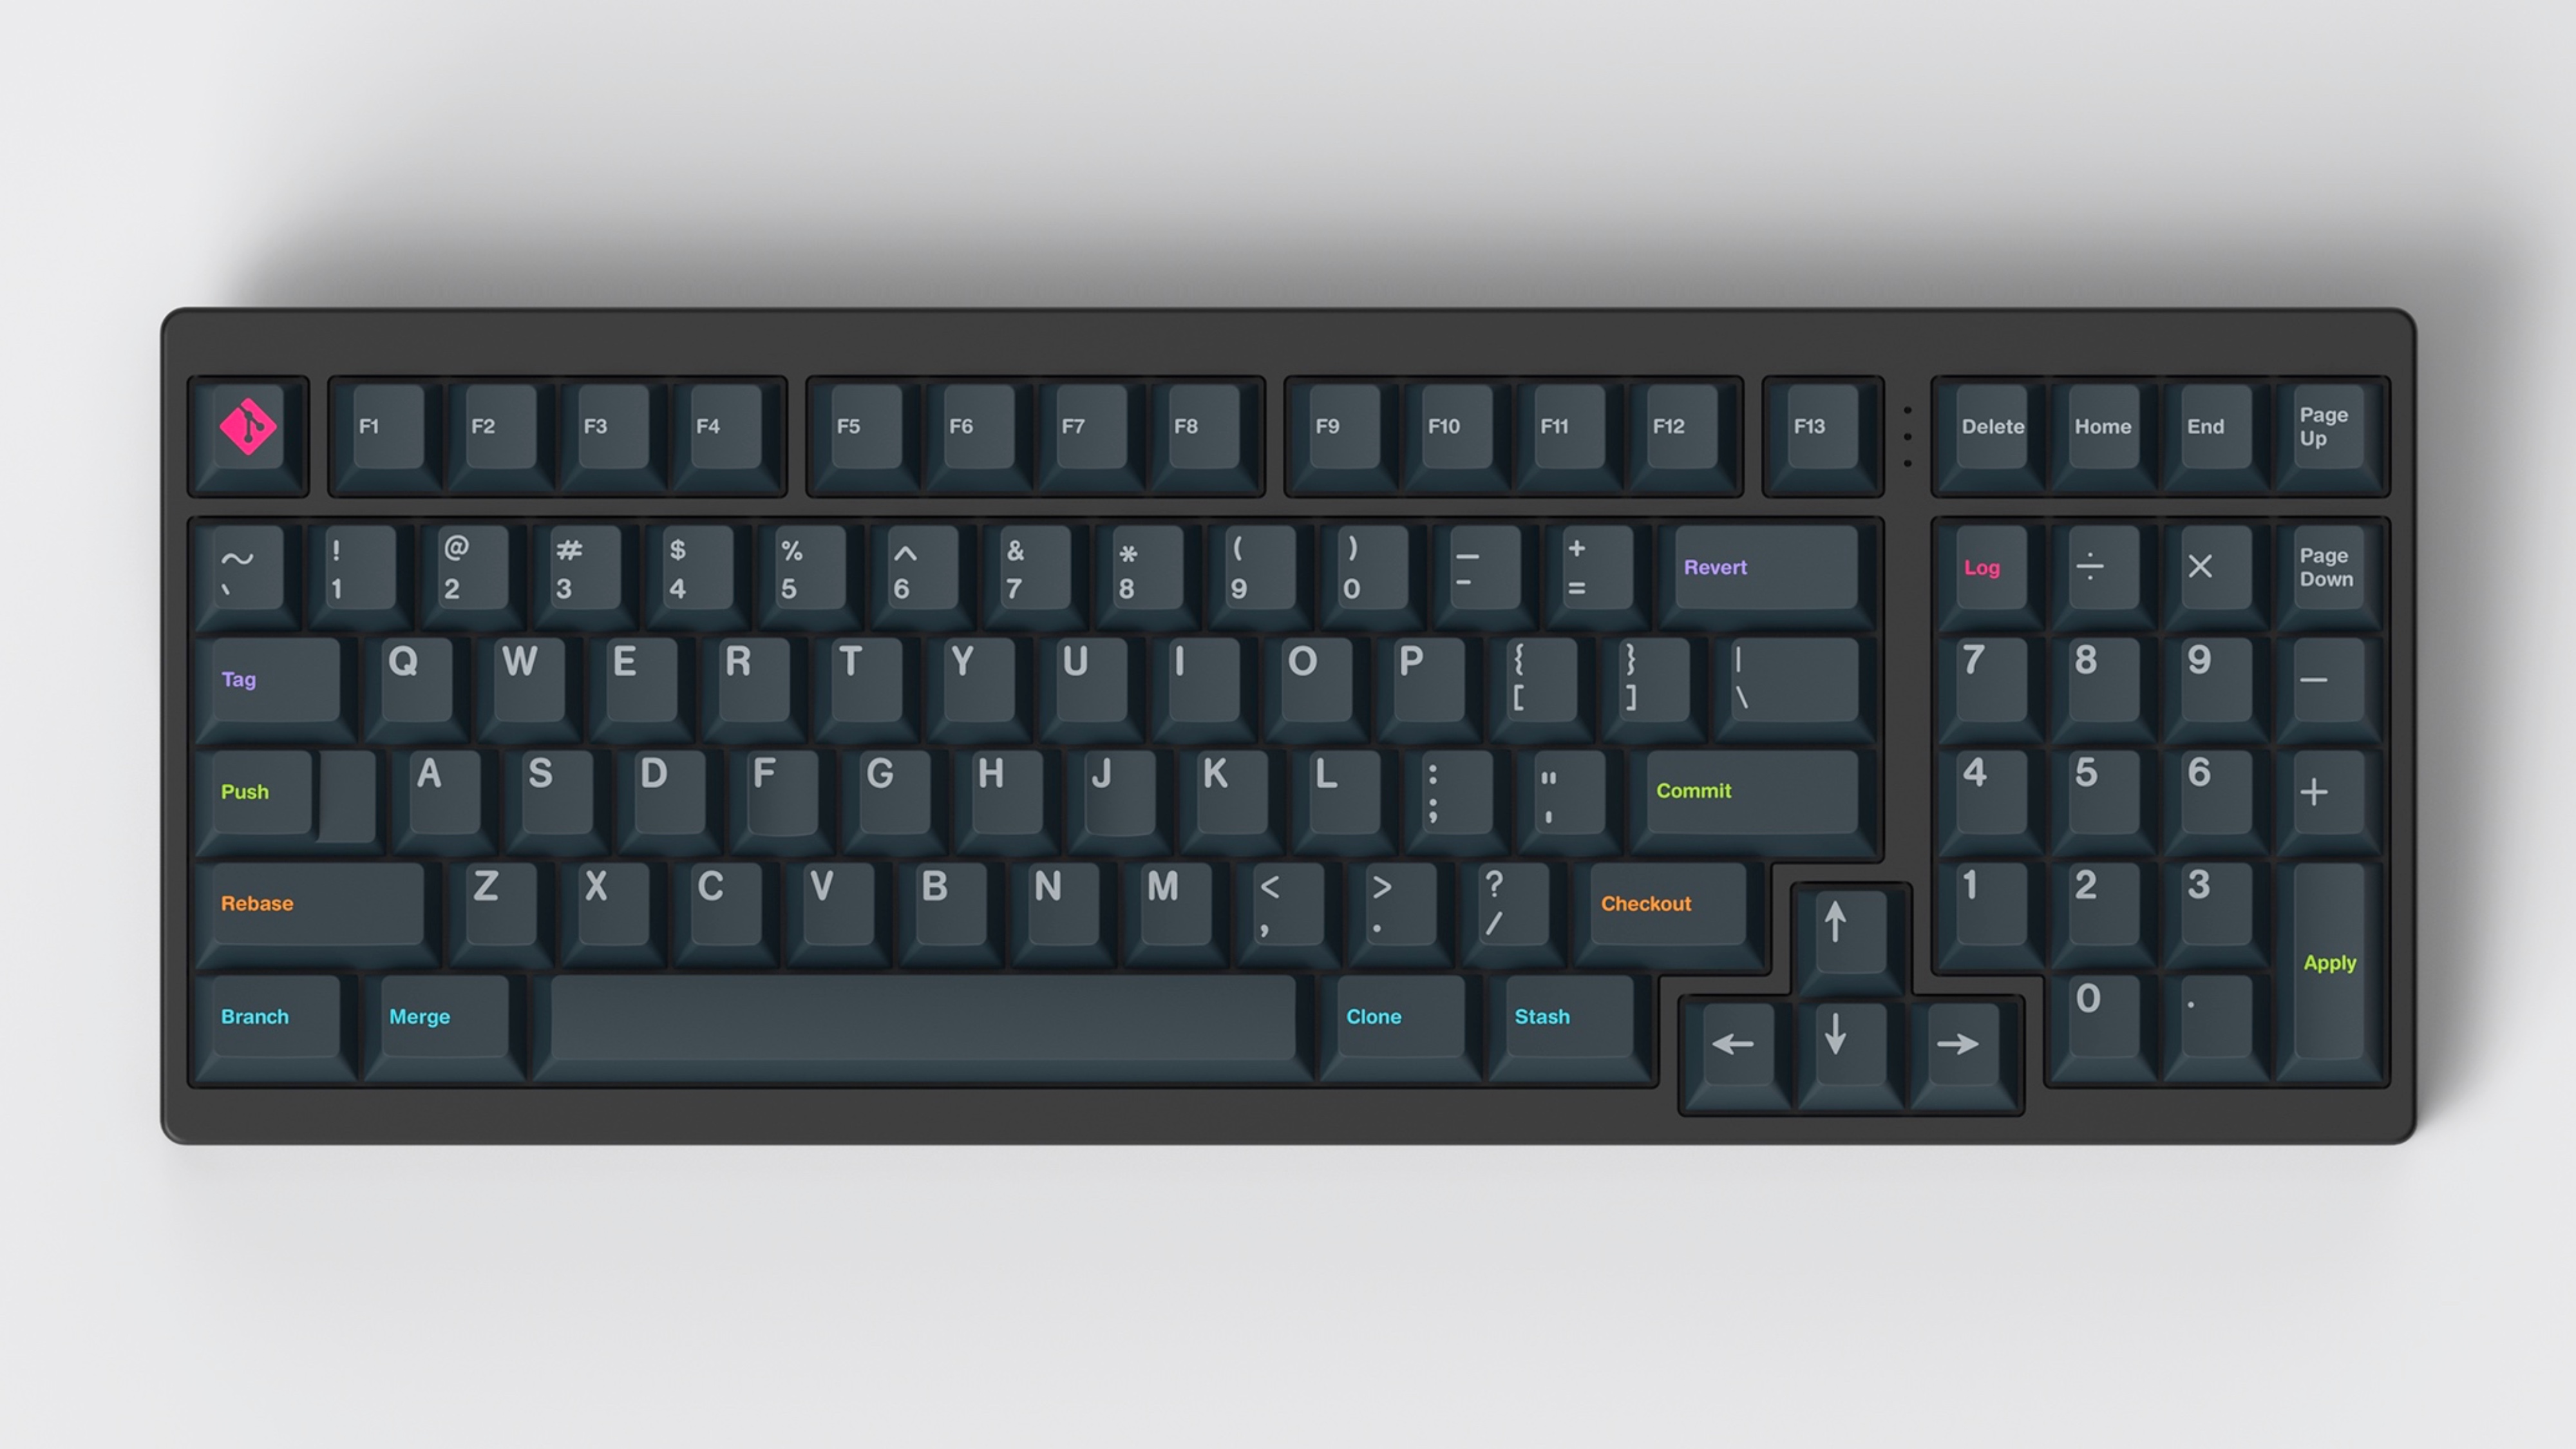 F1 F2 F3 F4 F5 F6 F7 F8 F9 F10 F11 F12 F13 Delete Home End Page
Up
~ ! @ # $ % ^ & * ( ) _ +
` 1 2 3 4 5 6 7 8 9 0 - = Revert Log ÷ × Page
Down
Tag Q W E R T Y U I O P { } | 7 8 9 −
[ ] \
Push A S D F G H J K L : " Commit 4 5 6 +
; '
Rebase Z X C V B N M < > ? Checkout ↑ 1 2 3 Apply
, . /
Branch Merge Clone Stash ← ↓ → 0 .